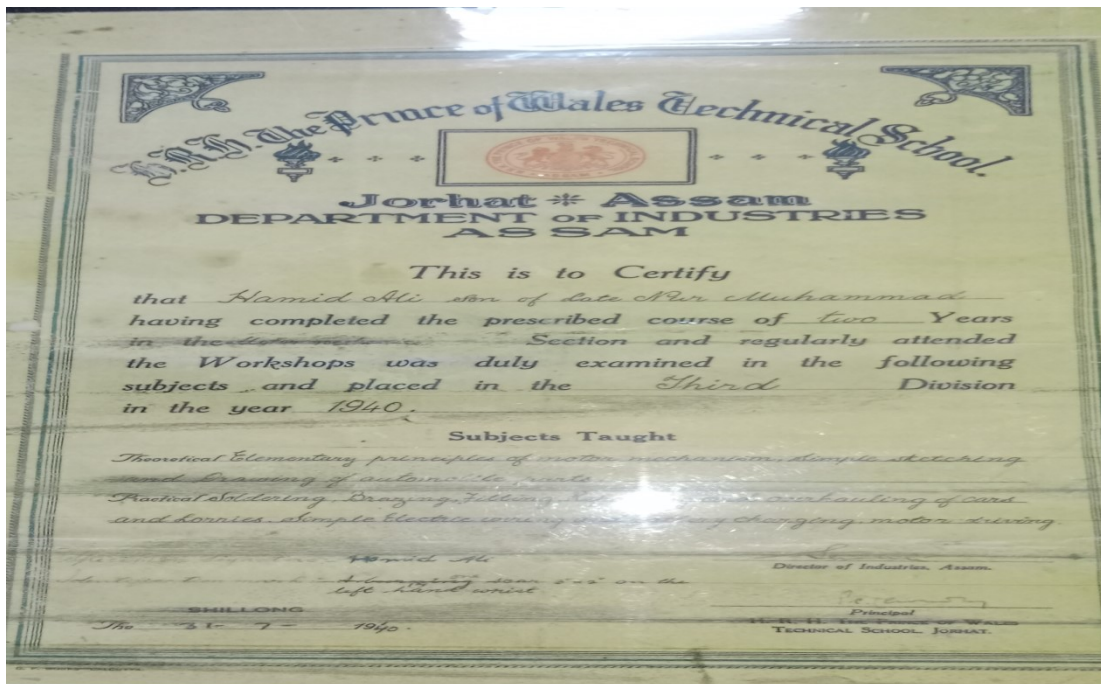 H.R.H. The Prince of Wales Technical School.
Jorhat Assam
DEPARTMENT OF INDUSTRIES
ASSAM
This is to Certify
that Hamid Ali son of late Nur Muhammad
having completed the prescribed course of two Years
in the Section and regularly attended
the Workshops was duly examined in the following
subjects and placed in the Third Division
in the year 1940.
Subjects Taught
Theoretical Elementary principles of motor mechanism, simple sketching
and Drawing of automobile parts
Practical Soldering, Brazing, Fitting, overhauling of cars
and Lorries, simple Electric wiring changing, motor driving.
Hamid Ali
scar on the
left hand wrist
Director of Industries, Assam.
SHILLONG
The 31-7-1940.
Principal
H. R. H. THE PRINCE OF WALES
TECHNICAL SCHOOL, JORHAT.